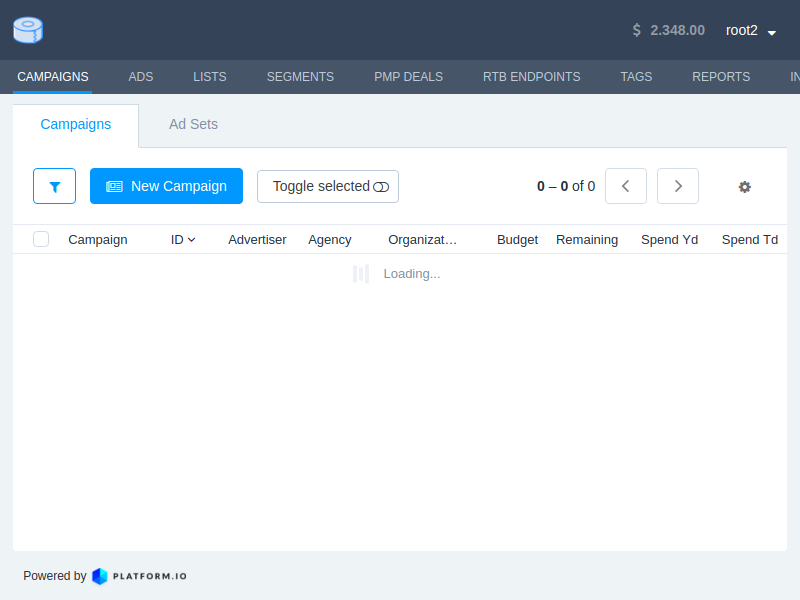 $ 2.348.00 root2
CAMPAIGNS ADS LISTS SEGMENTS PMP DEALS RTB ENDPOINTS TAGS REPORTS IN
Campaigns Ad Sets
New Campaign Toggle selected 0 – 0 of 0
Campaign ID Advertiser Agency Organizat… Budget Remaining Spend Yd Spend Td
Loading...
Powered by PLATFORM.IO